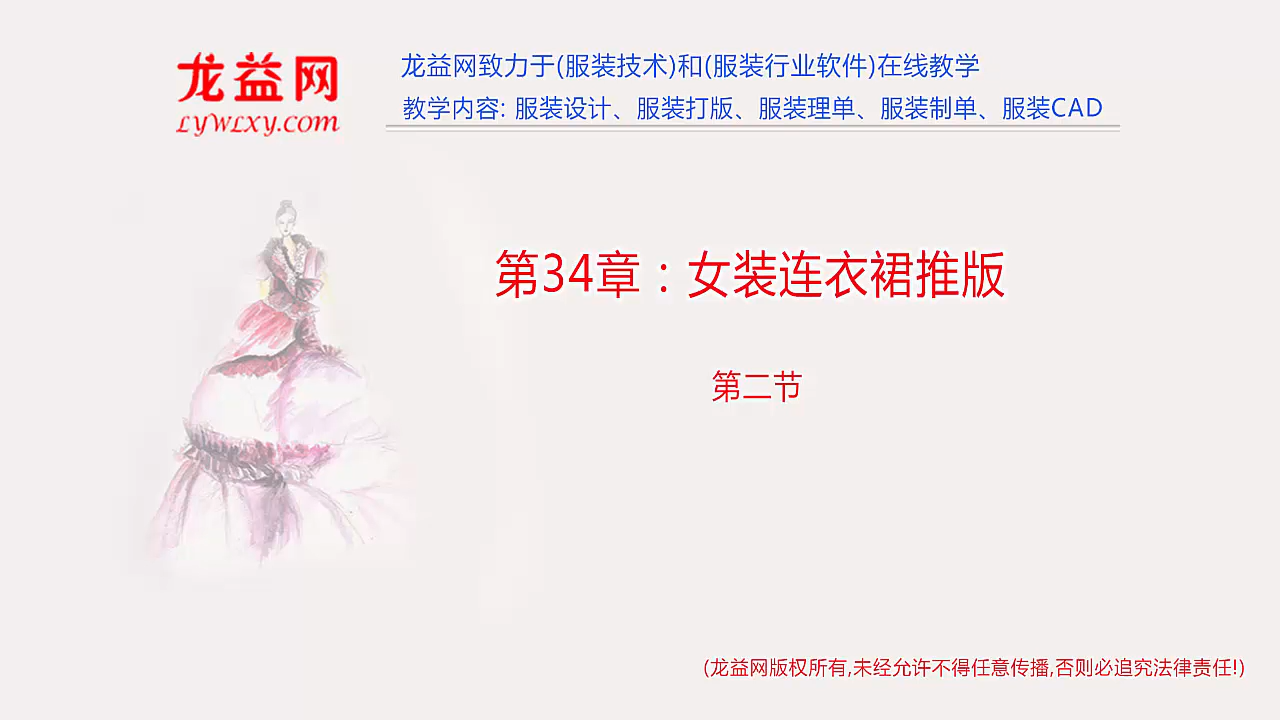 龙益网
LYWLXY.com
龙益网致力于(服装技术)和(服装行业软件)在线教学
教学内容: 服装设计、服装打版、服装理单、服装制单、服装CAD
第34章：女装连衣裙推版
第二节
(龙益网版权所有,未经允许不得任意传播,否则必追究法律责任!)